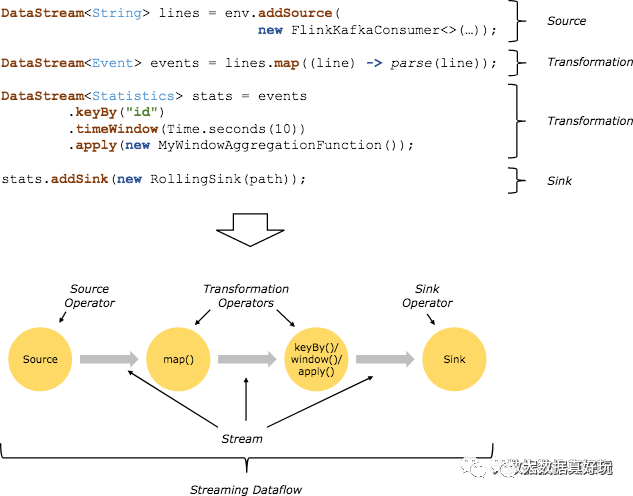 DataStream<String> lines = env.addSource(
new FlinkKafkaConsumer<>(…));
Source
DataStream<Event> events = lines.map((line) -> parse(line));
Transformation
DataStream<Statistics> stats = events
.keyBy("id")
.timeWindow(Time.seconds(10))
.apply(new MyWindowAggregationFunction());
Transformation
stats.addSink(new RollingSink(path));
Sink
Source
Operator
Transformation
Operators
Sink
Operator
Source
map()
keyBy()/
window()/
apply()
Sink
Stream
大数据真好玩
Streaming Dataflow